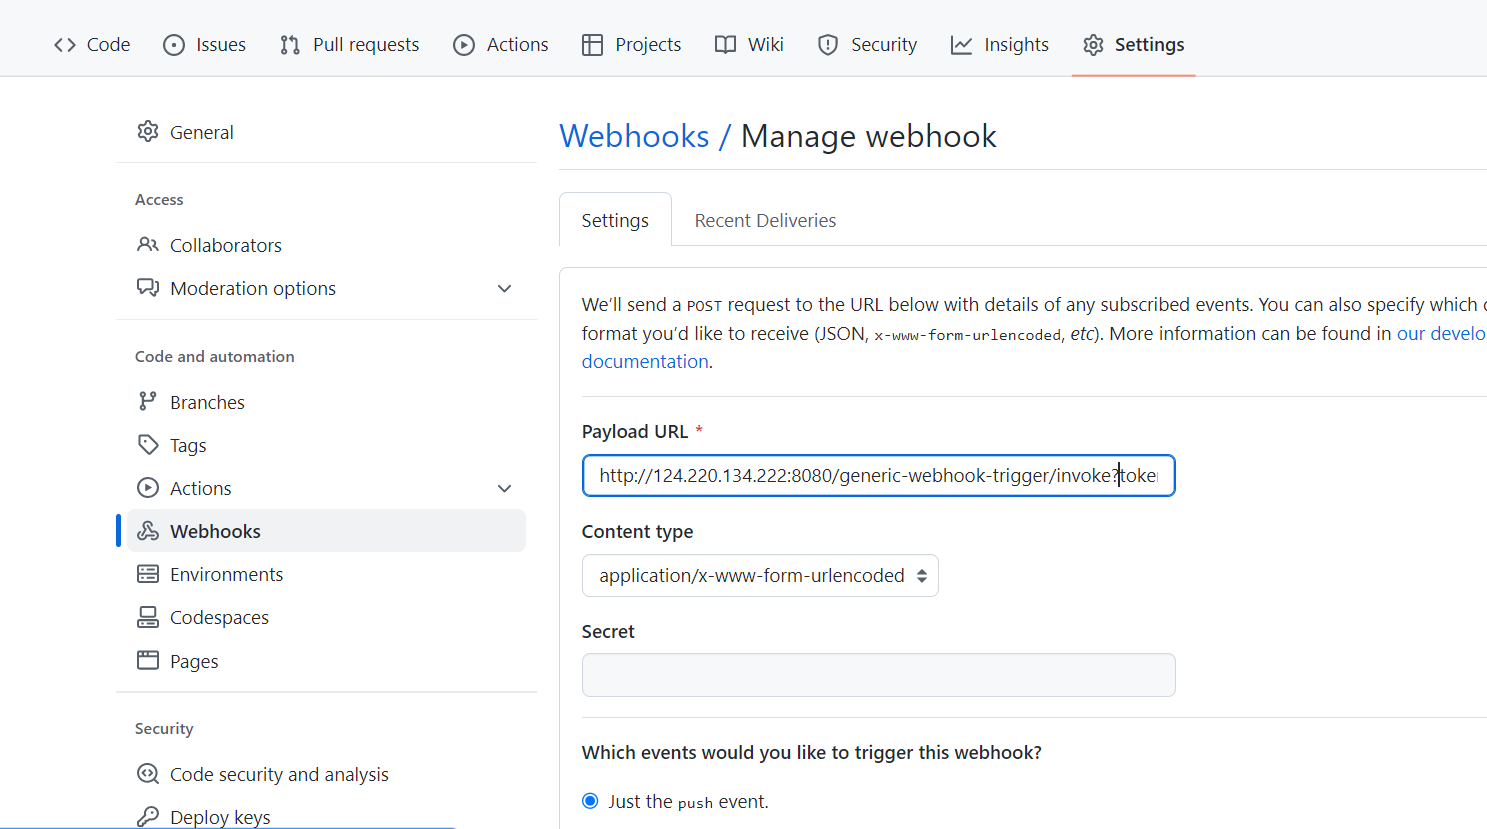 Code Issues Pull requests Actions Projects Wiki Security Insights Settings
General
Access
Collaborators
Moderation options
Code and automation
Branches
Tags
Actions
Webhooks
Environments
Codespaces
Pages
Security
Code security and analysis
Deploy keys
Webhooks / Manage webhook
Settings Recent Deliveries
We'll send a POST request to the URL below with details of any subscribed events. You can also specify which
format you'd like to receive (JSON, x-www-form-urlencoded, etc). More information can be found in our develo
documentation.
Payload URL *
http://124.220.134.222:8080/generic-webhook-trigger/invoke?toke
Content type
application/x-www-form-urlencoded
Secret
Which events would you like to trigger this webhook?
Just the push event.